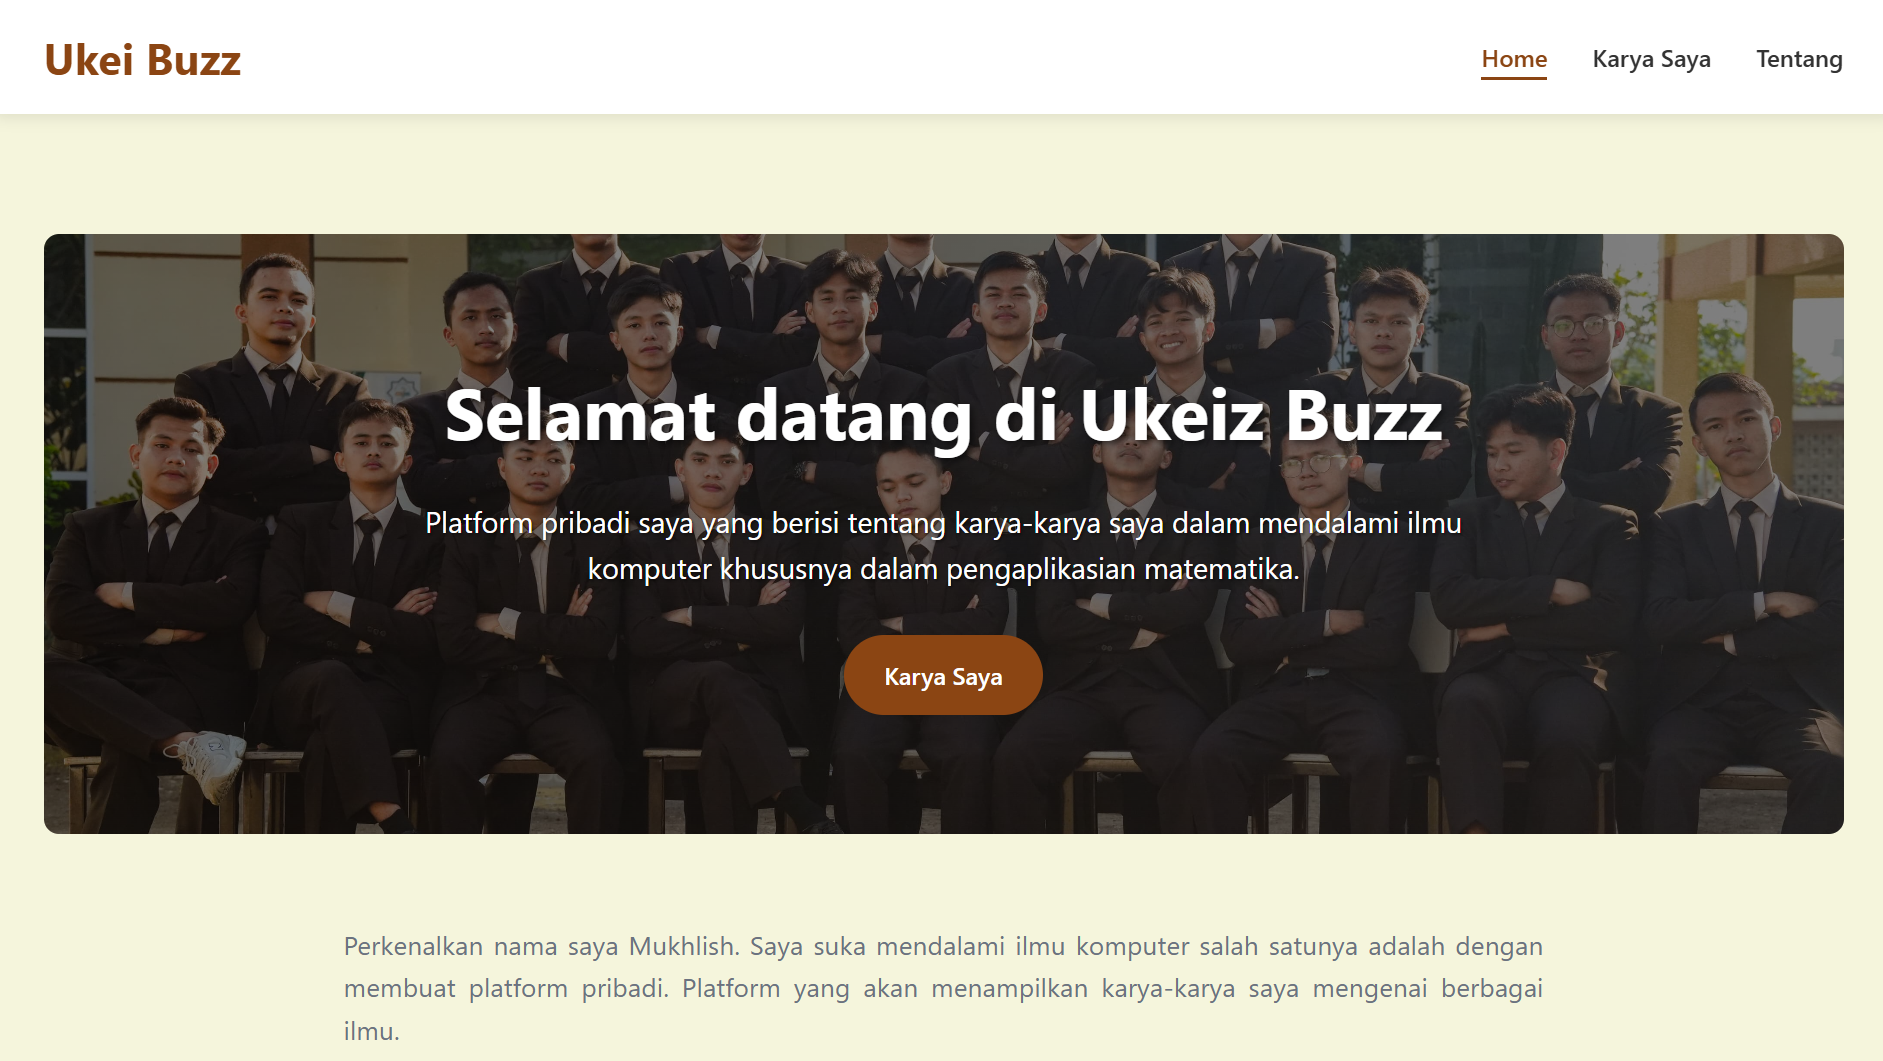 Ukei Buzz
Home
Karya Saya
Tentang
Selamat datang di Ukeiz Buzz
Platform pribadi saya yang berisi tentang karya-karya saya dalam mendalami ilmu
komputer khususnya dalam pengaplikasian matematika.
Karya Saya
Perkenalkan nama saya Mukhlish. Saya suka mendalami ilmu komputer salah satunya adalah dengan
membuat platform pribadi. Platform yang akan menampilkan karya-karya saya mengenai berbagai
ilmu.